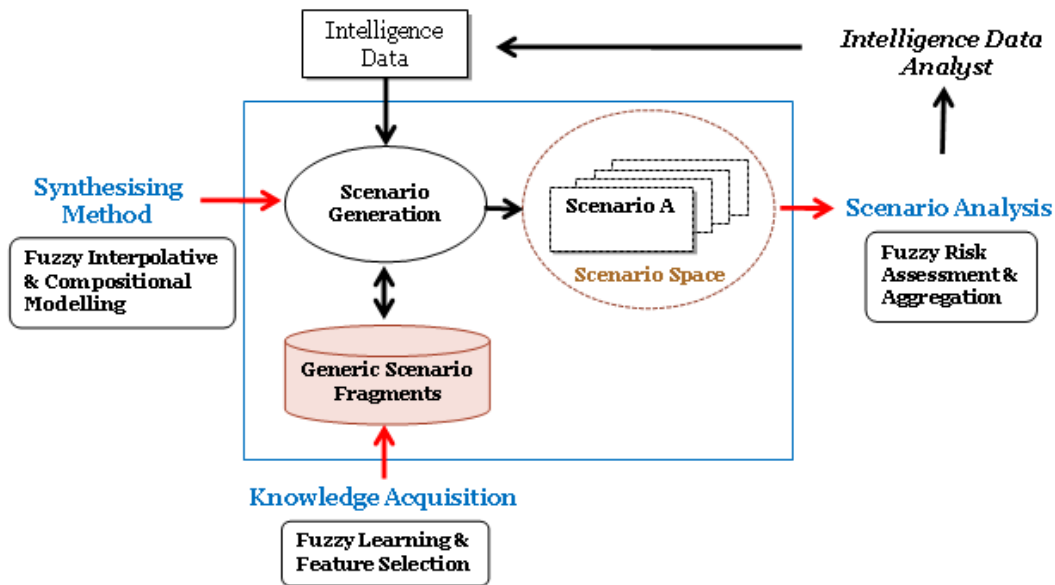 Intelligence
Data
Intelligence Data
Analyst
Synthesising
Method
Fuzzy Interpolative
& Compositional
Modelling
Scenario
Generation
Scenario A
Scenario Space
Scenario Analysis
Fuzzy Risk
Assessment &
Aggregation
Generic Scenario
Fragments
Knowledge Acquisition
Fuzzy Learning &
Feature Selection